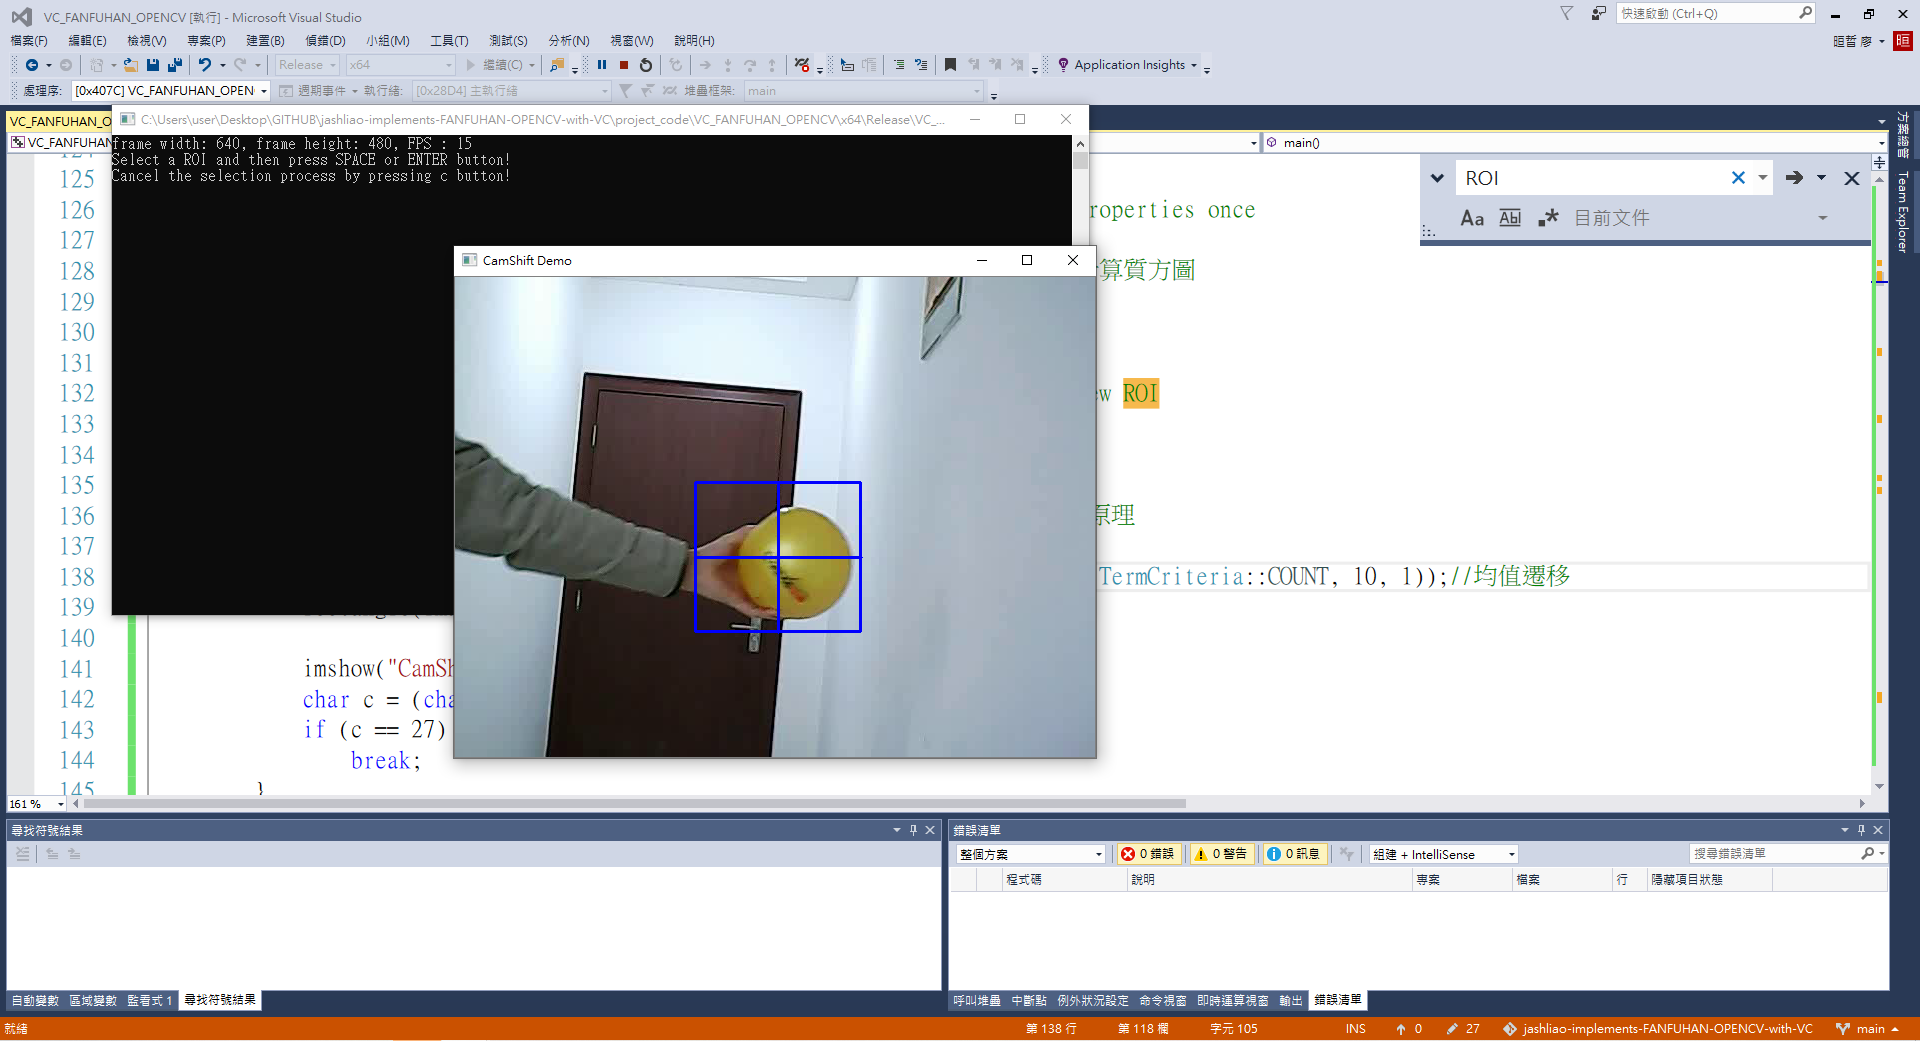 VC_FANFUHAN_OPENCV [執行] - Microsoft Visual Studio
快速啟動 (Ctrl+Q)
檔案(F) 編輯(E) 檢視(V) 專案(P) 建置(B) 偵錯(D) 小組(M) 工具(T) 測試(S) 分析(N) 視窗(W) 說明(H)
晅哲 廖
晅
Release x64 繼續(C) Application Insights
處理序: [0x407C] VC_FANFUHAN_OPEN 週期事件 執行緒: [0x28D4] 主執行緒 堆疊框架: main
VC_FANFUHAN_O
C:\Users\user\Desktop\GITHUB\jashliao-implements-FANFUHAN-OPENCV-with-VC\project_code\VC_FANFUHAN_OPENCV\x64\Release\VC_...
VC_FANFUHAN
main()
方案總管
Team Explorer
frame width: 640, frame height: 480, FPS : 15
Select a ROI and then press SPACE or ENTER button!
Cancel the selection process by pressing c button!
ROI
Aa Abl 目前文件
125
126 roperties once
127
128 算質方圖
129
130
131
132 ew ROI
133
134
135
136 原理
137
138 TermCriteria::COUNT, 10, 1));//均值遷移
139
140
141 imshow("CamSh
142 char c = (cha
143 if (c == 27)
144 break;
145 }
CamShift Demo
161 %
尋找符號結果
錯誤清單
整個方案 0 錯誤 0 警告 0 訊息 組建 + IntelliSense 搜尋錯誤清單
程式碼 說明 專案 檔案 行 隱藏項目狀態
自動變數 區域變數 監看式 1 尋找符號結果
呼叫堆疊 中斷點 例外狀況設定 命令視窗 即時運算視窗 輸出 錯誤清單
就緒 第 138 行 第 118 欄 字元 105 INS 0 27 jashliao-implements-FANFUHAN-OPENCV-with-VC main